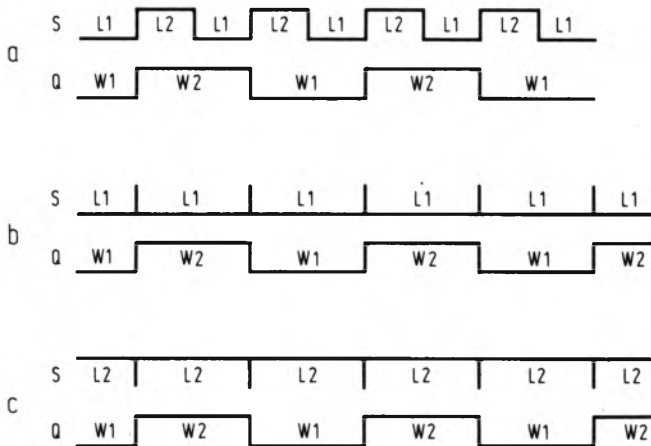 S L1 L2 L1 L2 L1 L2 L1 L2 L1
a
Q W1 W2 W1 W2 W1
S L1 L1 L1 L1 L1 L1
b
Q W1 W2 W1 W2 W1 W2
S L2 L2 L2 L2 L2 L2
c
Q W1 W2 W1 W2 W1 W2